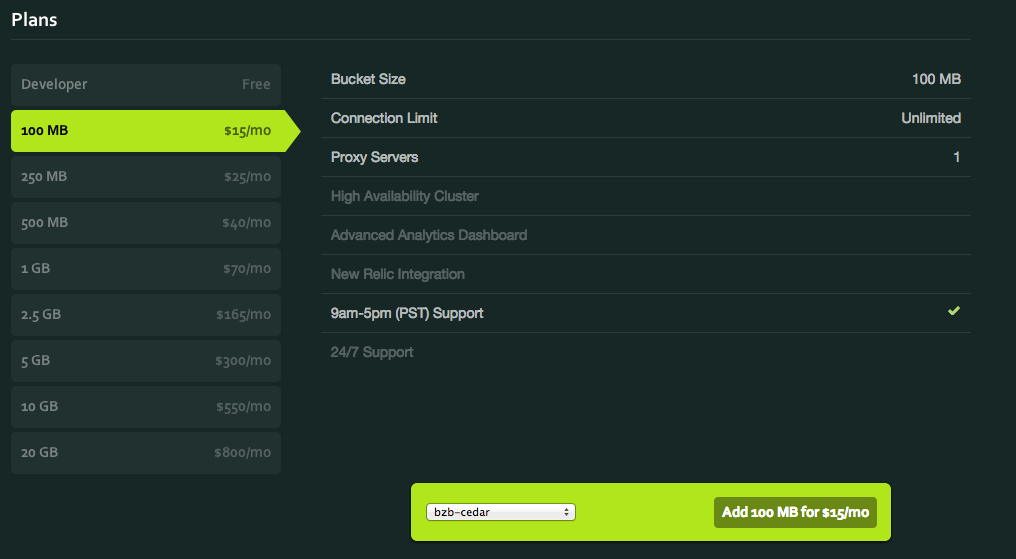 Plans
Developer Free
100 MB $15/mo
250 MB $25/mo
500 MB $40/mo
1 GB $70/mo
2.5 GB $165/mo
5 GB $300/mo
10 GB $550/mo
20 GB $800/mo
Bucket Size 100 MB
Connection Limit Unlimited
Proxy Servers 1
High Availability Cluster
Advanced Analytics Dashboard
New Relic Integration
9am-5pm (PST) Support
24/7 Support
bzb-cedar Add 100 MB for $15/mo